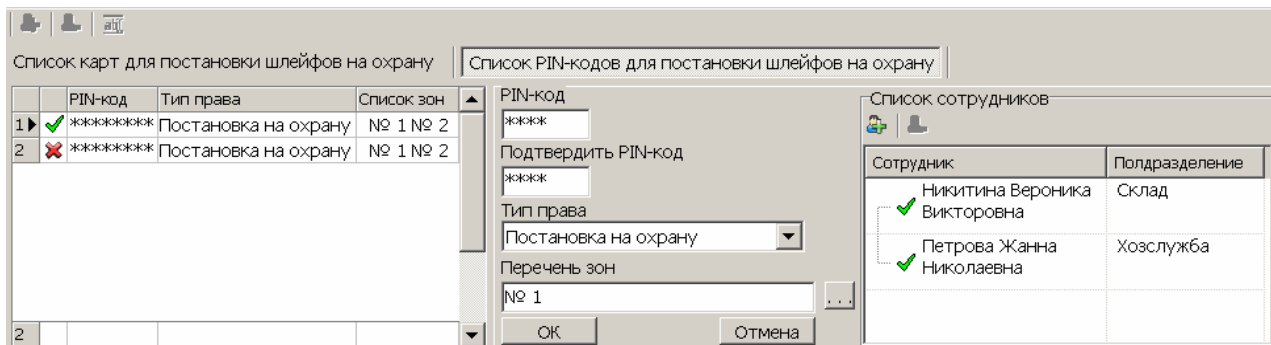 ab
Список карт для постановки шлейфов на охрану
Список PIN-кодов для постановки шлейфов на охрану
PIN-код Тип права Список зон
1 ******** Постановка на охрану № 1 № 2
2 ******** Постановка на охрану № 1 № 2
2
PIN-код
****
Подтвердить PIN-код
****
Тип права
Постановка на охрану
Перечень зон
№ 1
...
ОК Отмена
Список сотрудников
Сотрудник Полдразделение
Никитина Вероника Склад
Викторовна
Петрова Жанна Хозслужба
Николаевна